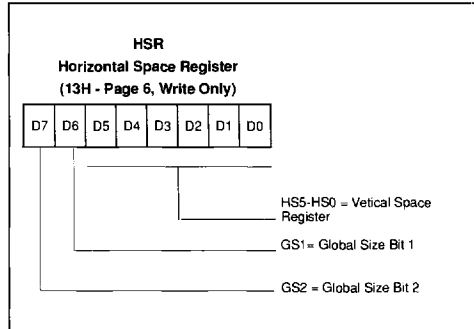 HSR
Horizontal Space Register
(13H - Page 6, Write Only)
D7 D6 D5 D4 D3 D2 D1 D0
HS5-HS0 = Vetical Space
Register
GS1= Global Size Bit 1
GS2 = Global Size Bit 2